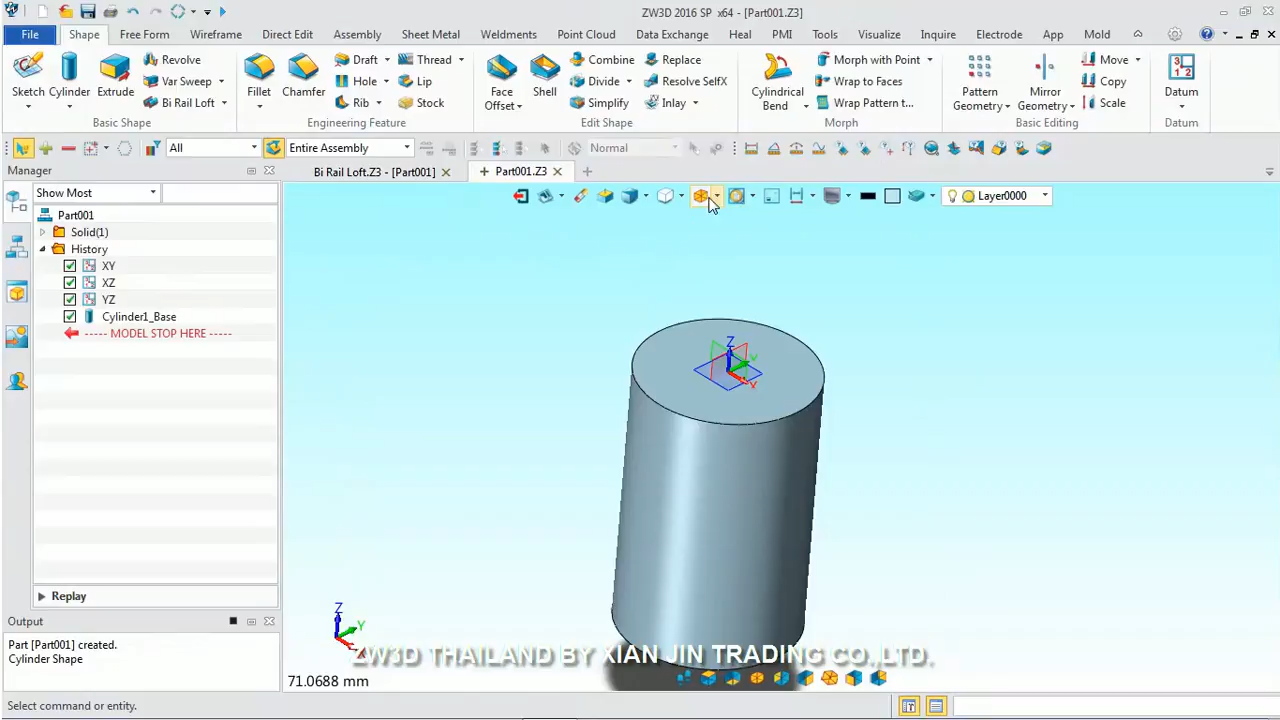 ZW3D 2016 SP x64 - [Part001.Z3]
File Shape Free Form Wireframe Direct Edit Assembly Sheet Metal Weldments Point Cloud Data Exchange Heal PMI Tools Visualize Inquire Electrode App Mold
Sketch Cylinder Extrude Revolve Var Sweep Bi Rail Loft
Basic Shape
Fillet Chamfer Draft Hole Rib Thread Lip Stock
Engineering Feature
Face Offset Shell Combine Divide Simplify Replace Resolve SelfX Inlay
Edit Shape
Cylindrical Bend Morph with Point Wrap to Faces Wrap Pattern t...
Morph
Pattern Geometry Mirror Geometry Move Copy Scale
Basic Editing
Datum
Datum
All Entire Assembly Normal
Manager
Bi Rail Loft.Z3 - [Part001] Part001.Z3
Show Most
Layer0000
Part001
Solid(1)
History
XY
XZ
YZ
Cylinder1_Base
----- MODEL STOP HERE -----
Z
Y
X
Replay
Output
Part [Part001] created.
Cylinder Shape
Z
Y
ZW3D THAILAND BY XIAN JIN TRADING CO.,LTD.
71.0688 mm
Select command or entity.